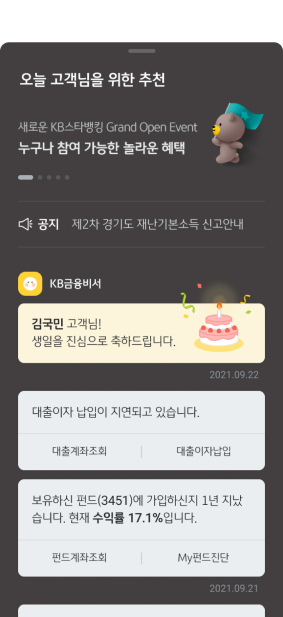 오늘 고객님을 위한 추천
새로운 KB스타뱅킹 Grand Open Event
누구나 참여 가능한 놀라운 혜택
공지 제2차 경기도 재난기본소득 신고안내
KB금융비서
김국민 고객님!
생일을 진심으로 축하드립니다.
2021.09.22
대출이자 납입이 지연되고 있습니다.
대출계좌조회 대출이자납입
보유하신 펀드(3451)에 가입하신지 1년 지났
습니다. 현재 수익률 17.1%입니다.
펀드계좌조회 My펀드진단
2021.09.21